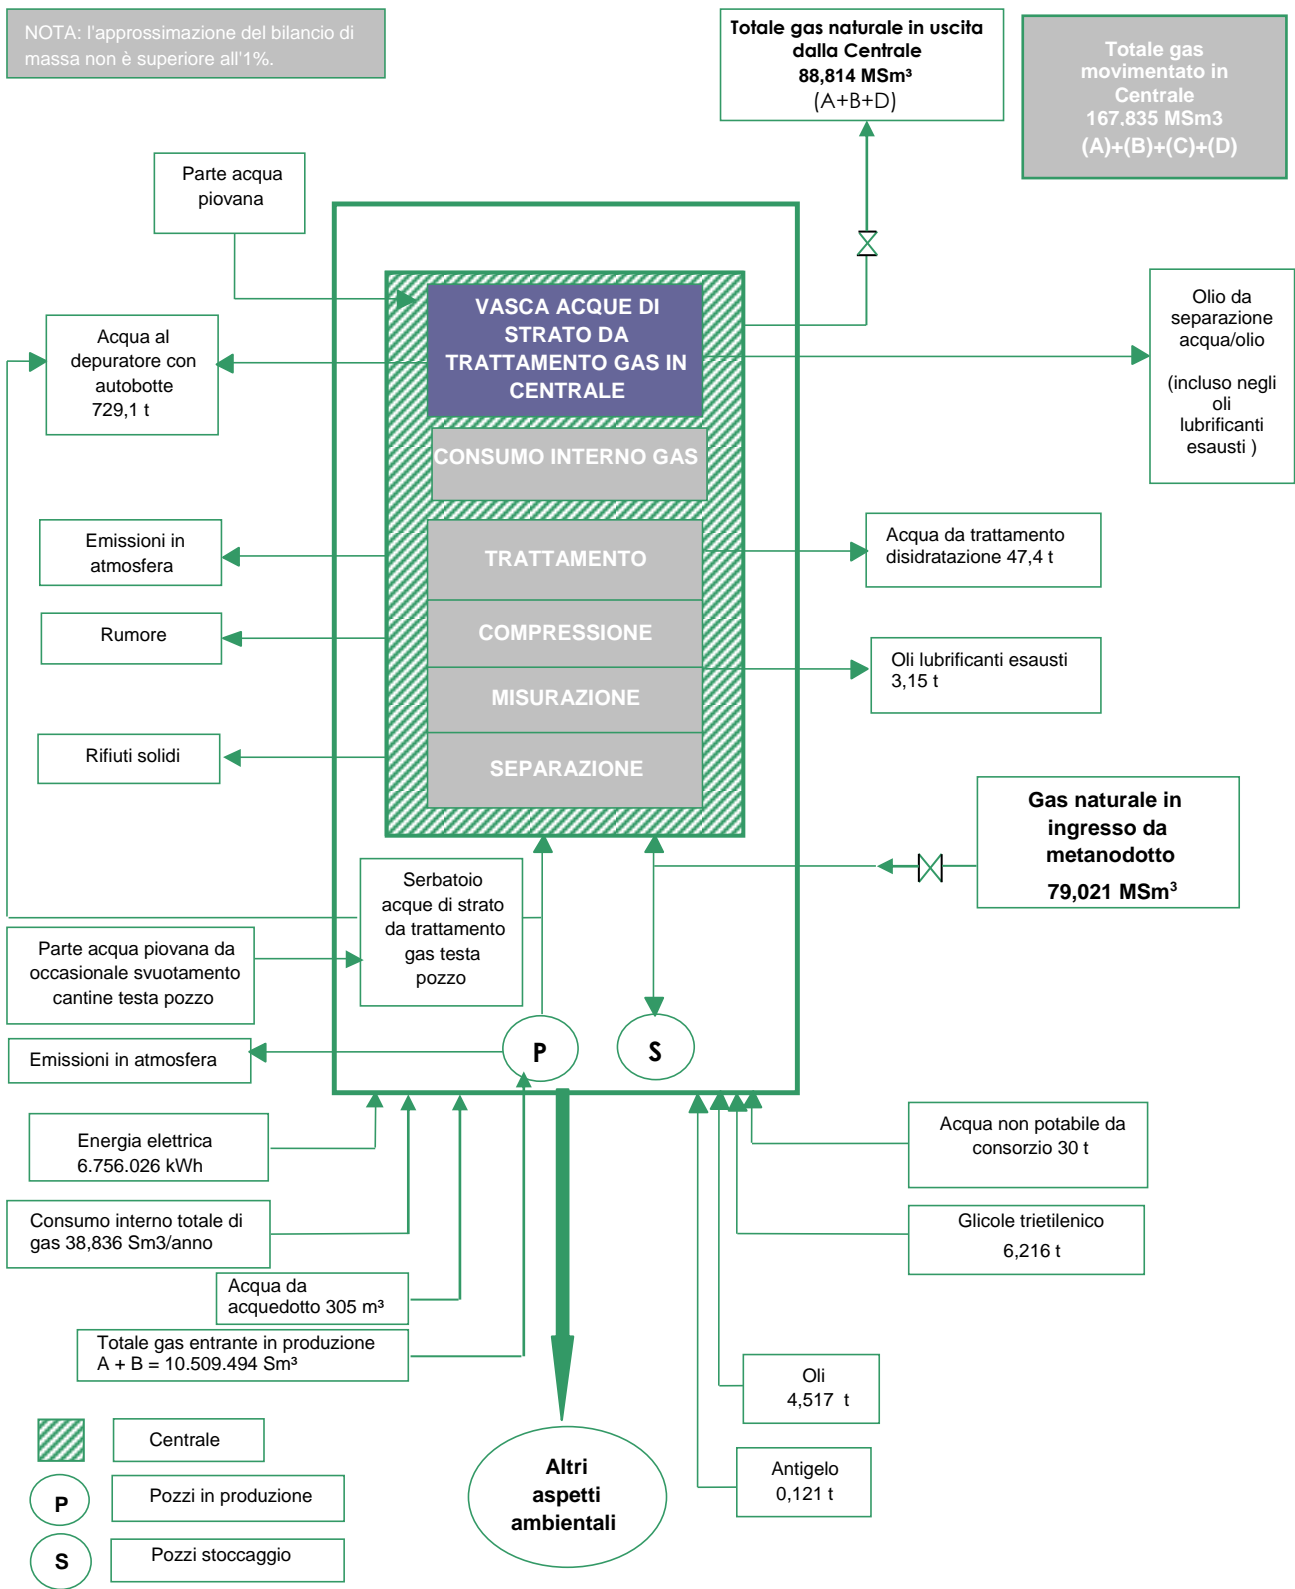 NOTA: l'approssimazione del bilancio di
massa non è superiore all'1%.
Totale gas naturale in uscita
dalla Centrale
88,814 MSm³
(A+B+D)
Totale gas
movimentato in
Centrale
167,835 MSm3
(A)+(B)+(C)+(D)
Parte acqua
piovana
VASCA ACQUE DI
STRATO DA
TRATTAMENTO GAS IN
CENTRALE
Acqua al
depuratore con
autobotte
729,1 t
Olio da
separazione
acqua/olio
(incluso negli
oli
lubrificanti
esausti )
CONSUMO INTERNO GAS
Emissioni in
atmosfera
TRATTAMENTO
Acqua da trattamento
disidratazione 47,4 t
Rumore
COMPRESSIONE
Oli lubrificanti esausti
3,15 t
MISURAZIONE
Rifiuti solidi
SEPARAZIONE
Gas naturale in
ingresso da
metanodotto
79,021 MSm³
Serbatoio
acque di strato
da trattamento
gas testa
pozzo
Parte acqua piovana da
occasionale svuotamento
cantine testa pozzo
Emissioni in atmosfera
P
S
Energia elettrica
6.756.026 kWh
Acqua non potabile da
consorzio 30 t
Consumo interno totale di
gas 38,836 Sm3/anno
Glicole trietilenico
6,216 t
Acqua da
acquedotto 305 m³
Totale gas entrante in produzione
A + B = 10.509.494 Sm³
Oli
4,517 t
Centrale
Altri
aspetti
ambientali
Antigelo
0,121 t
P
Pozzi in produzione
S
Pozzi stoccaggio